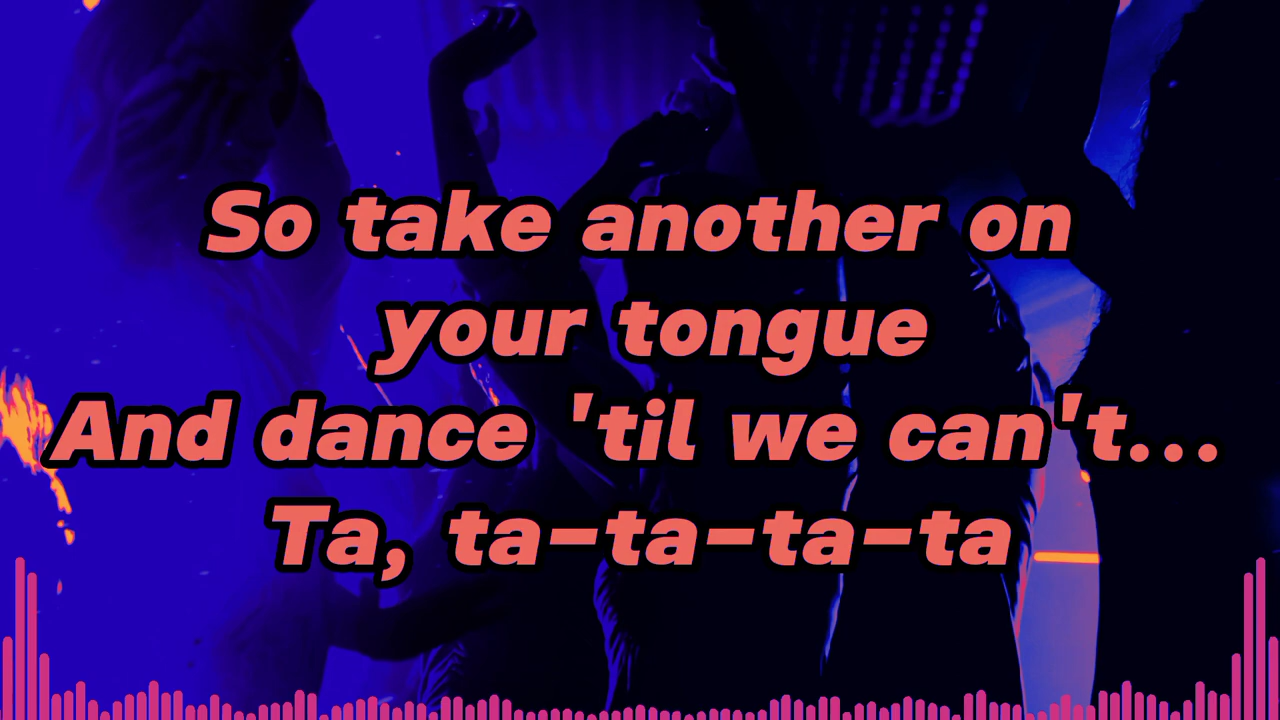 So take another on
your tongue
And dance 'til we can't...
Ta, ta-ta-ta-ta